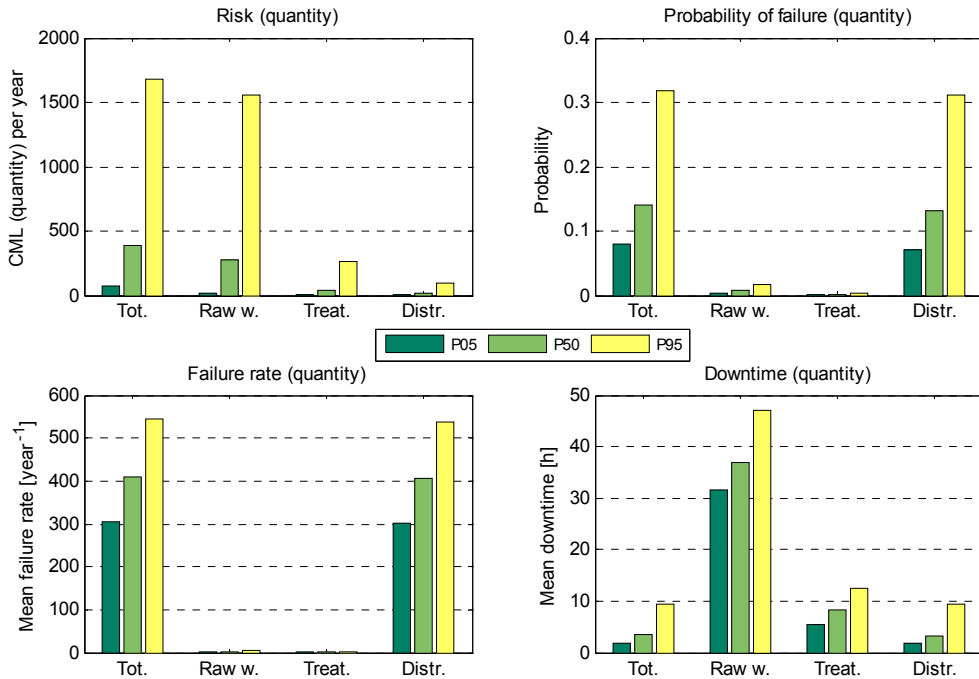 Risk (quantity)
CML (quantity) per year
2000
1500
1000
500
0
Tot. Raw w. Treat. Distr.
Probability of failure (quantity)
Probability
0.4
0.3
0.2
0.1
0
Tot. Raw w. Treat. Distr.
P05 P50 P95
Failure rate (quantity)
Mean failure rate [year⁻¹]
600
500
400
300
200
100
0
Tot. Raw w. Treat. Distr.
Downtime (quantity)
Mean downtime [h]
50
40
30
20
10
0
Tot. Raw w. Treat. Distr.